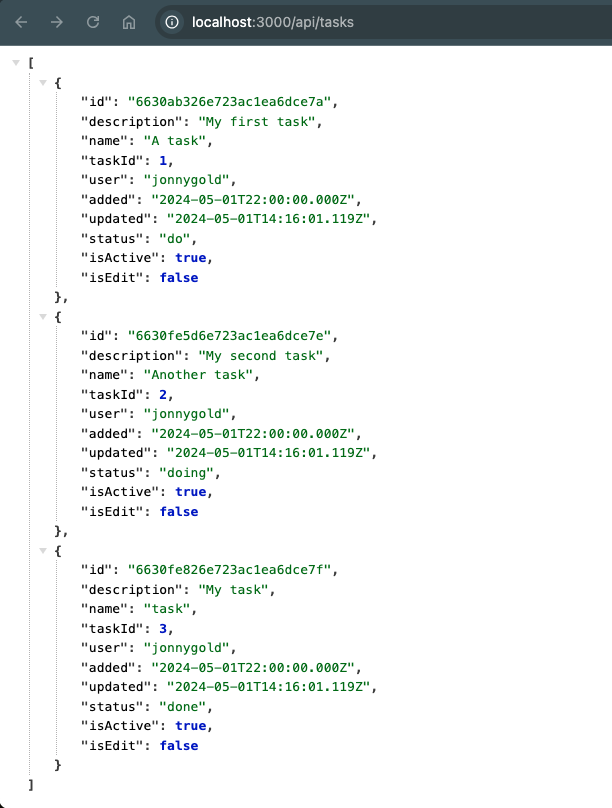 localhost:3000/api/tasks
[
{
"id": "6630ab326e723ac1ea6dce7a",
"description": "My first task",
"name": "A task",
"taskId": 1,
"user": "jonnygold",
"added": "2024-05-01T22:00:00.000Z",
"updated": "2024-05-01T14:16:01.119Z",
"status": "do",
"isActive": true,
"isEdit": false
},
{
"id": "6630fe5d6e723ac1ea6dce7e",
"description": "My second task",
"name": "Another task",
"taskId": 2,
"user": "jonnygold",
"added": "2024-05-01T22:00:00.000Z",
"updated": "2024-05-01T14:16:01.119Z",
"status": "doing",
"isActive": true,
"isEdit": false
},
{
"id": "6630fe826e723ac1ea6dce7f",
"description": "My task",
"name": "task",
"taskId": 3,
"user": "jonnygold",
"added": "2024-05-01T22:00:00.000Z",
"updated": "2024-05-01T14:16:01.119Z",
"status": "done",
"isActive": true,
"isEdit": false
}
]